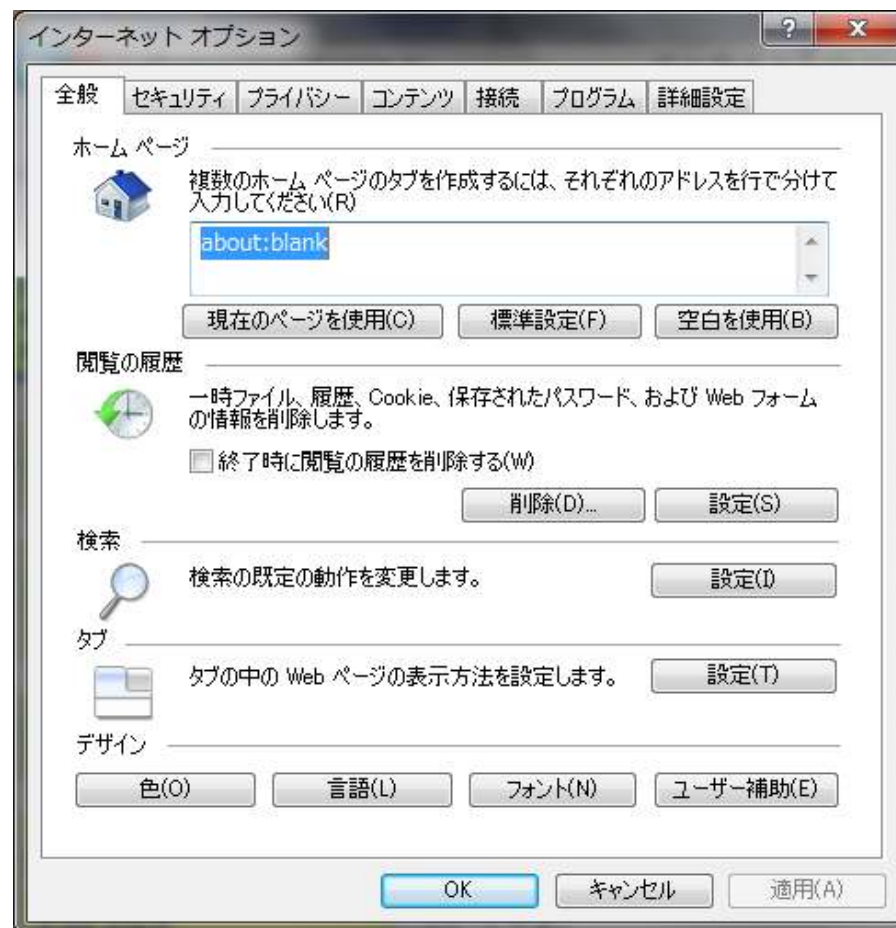 インターネット オプション
?
全般 セキュリティ プライバシー コンテンツ 接続 プログラム 詳細設定
ホーム ページ
複数のホーム ページのタブを作成するには、それぞれのアドレスを行で分けて
入力してください(R)
about:blank
現在のページを使用(C) 標準設定(F) 空白を使用(B)
閲覧の履歴
一時ファイル、履歴、Cookie、保存されたパスワード、および Web フォーム
の情報を削除します。
終了時に閲覧の履歴を削除する(W)
削除(D)... 設定(S)
検索
検索の既定の動作を変更します。 設定(I)
タブ
タブの中の Web ページの表示方法を設定します。 設定(T)
デザイン
色(O) 言語(L) フォント(N) ユーザー補助(E)
OK キャンセル 適用(A)